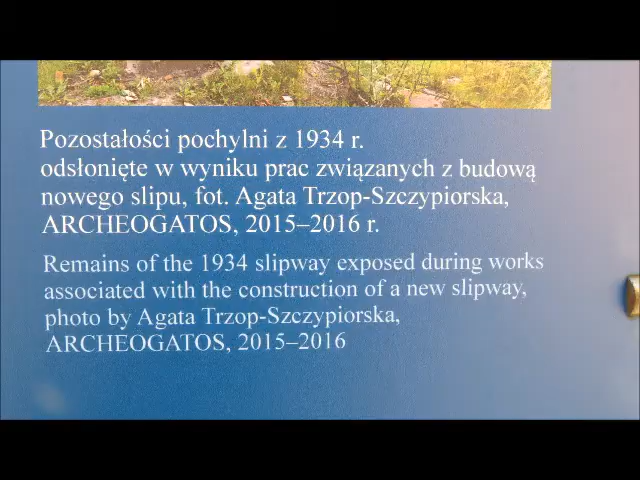 Pozostałości pochylni z 1934 r.
odsłonięte w wyniku prac związanych z budową
nowego slipu, fot. Agata Trzop-Szczypiorska,
ARCHEOGATOS, 2015–2016 r.
Remains of the 1934 slipway exposed during works
associated with the construction of a new slipway,
photo by Agata Trzop-Szczypiorska,
ARCHEOGATOS, 2015–2016